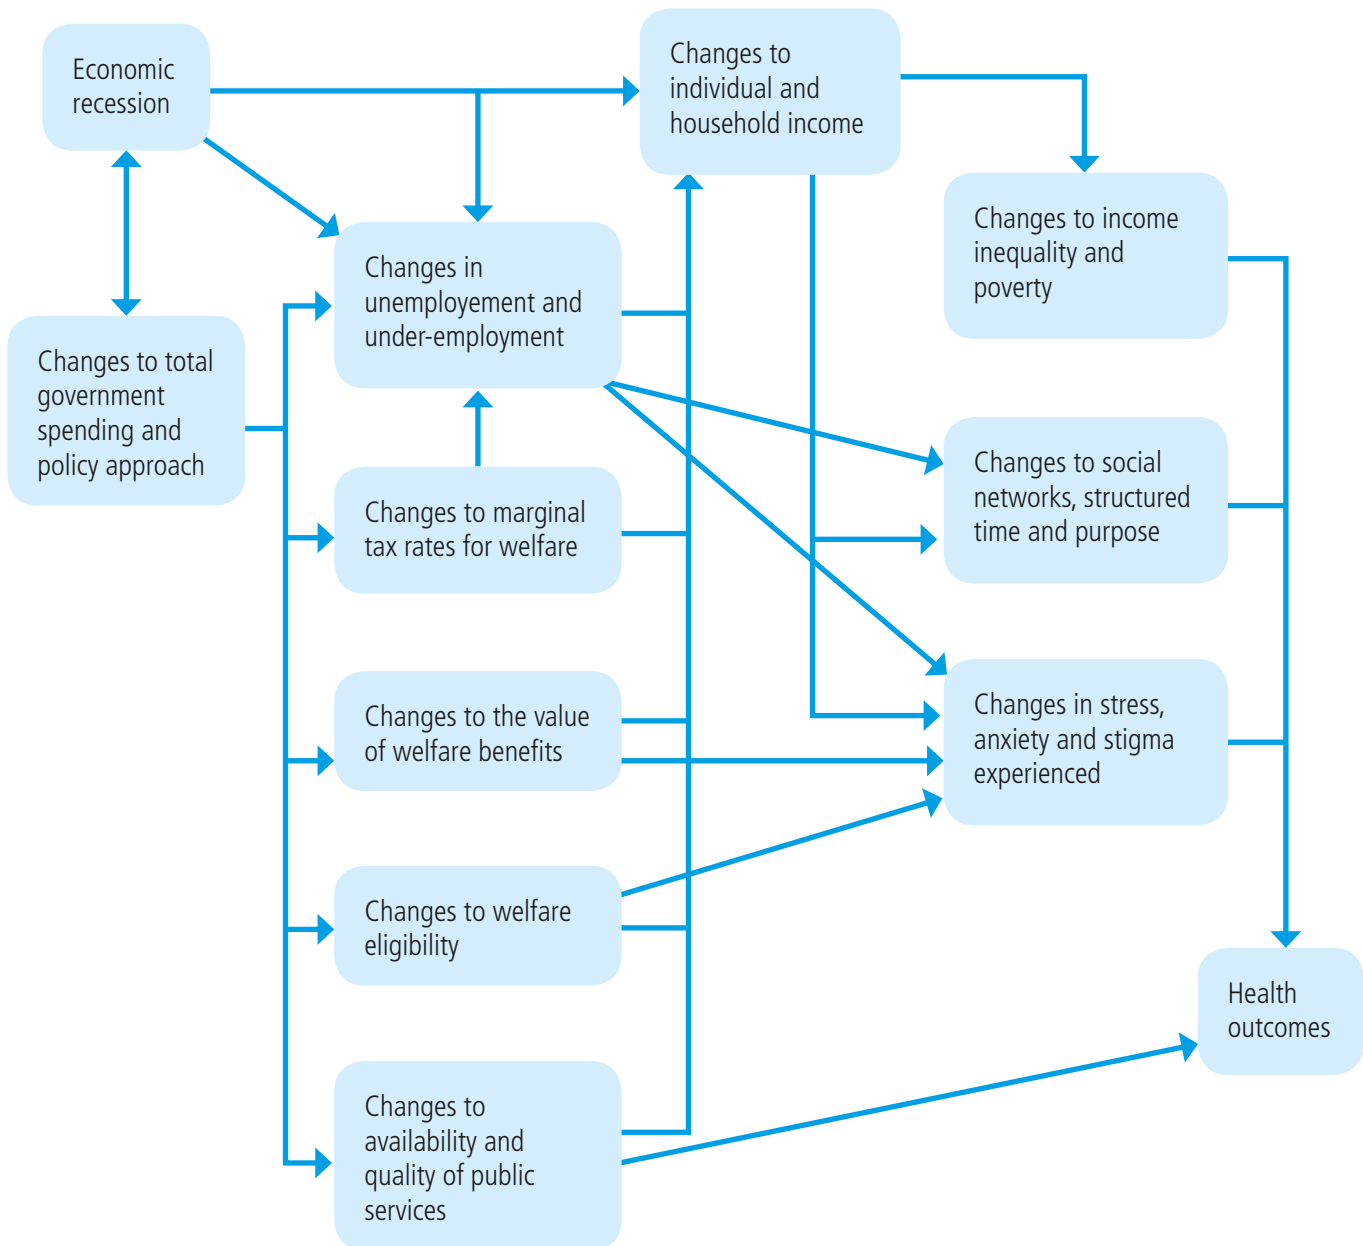 Economic
recession
Changes to
individual and
household income
Changes to income
inequality and
poverty
Changes in
unemployement and
under-employment
Changes to total
government
spending and
policy approach
Changes to social
networks, structured
time and purpose
Changes to marginal
tax rates for welfare
Changes in stress,
anxiety and stigma
experienced
Changes to the value
of welfare benefits
Changes to welfare
eligibility
Health
outcomes
Changes to
availability and
quality of public
services